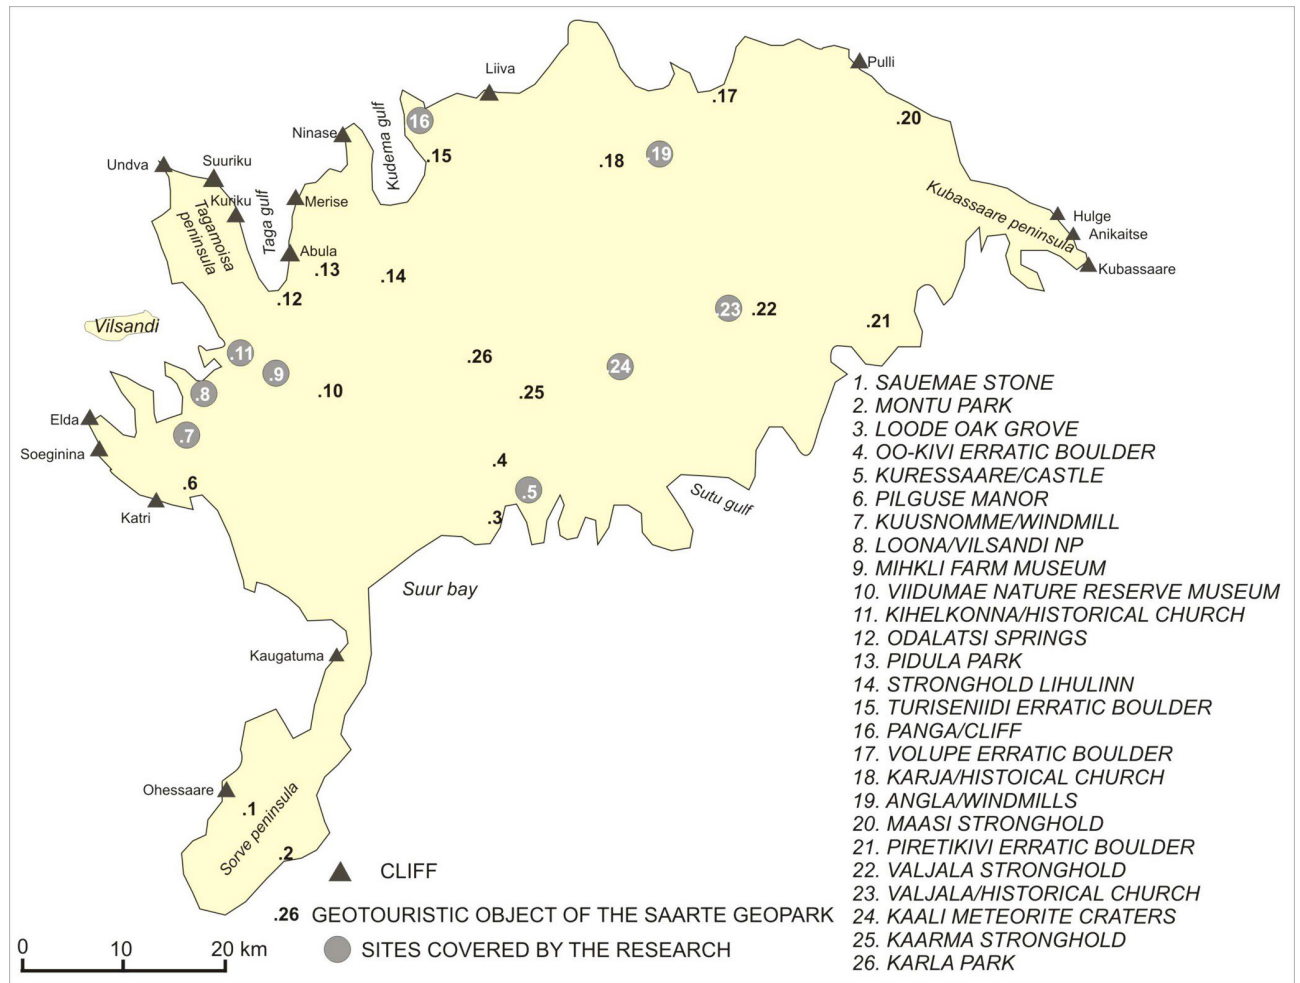 Pulli
Liiva
.17
.20
16
Ninase
Kudema gulf
.15
.18
.19
Undva
Suuriku
Kuriku
Tagamoisa
peninsula
Taga gulf
Merise
Abula
Kubassaare peninsula
Hulge
Anikaitse
Kubassaare
.13
.14
.12
.23
.22
.21
Vilsandi
.11
.9
.26
24
.10
.25
.8
Elda
.7
Soeginina
.6
.4
.5
Katri
.3
Sutu gulf
Suur bay
Kaugatuma
Ohessaare
.1
Sorve peninsula
.2
1. SAUEMAE STONE
2. MONTU PARK
3. LOODE OAK GROVE
4. OO-KIVI ERRATIC BOULDER
5. KURESSAARE/CASTLE
6. PILGUSE MANOR
7. KUUSNOMME/WINDMILL
8. LOONA/VILSANDI NP
9. MIHKLI FARM MUSEUM
10. VIIDUMAE NATURE RESERVE MUSEUM
11. KIHELKONNA/HISTORICAL CHURCH
12. ODALATSI SPRINGS
13. PIDULA PARK
14. STRONGHOLD LIHULINN
15. TURISENIIDI ERRATIC BOULDER
16. PANGA/CLIFF
17. VOLUPE ERRATIC BOULDER
18. KARJA/HISTOICAL CHURCH
19. ANGLA/WINDMILLS
20. MAASI STRONGHOLD
21. PIRETIKIVI ERRATIC BOULDER
22. VALJALA STRONGHOLD
23. VALJALA/HISTORICAL CHURCH
24. KAALI METEORITE CRATERS
25. KAARMA STRONGHOLD
26. KARLA PARK
CLIFF
.26 GEOTOURISTIC OBJECT OF THE SAARTE GEOPARK
SITES COVERED BY THE RESEARCH
0 10 20 km